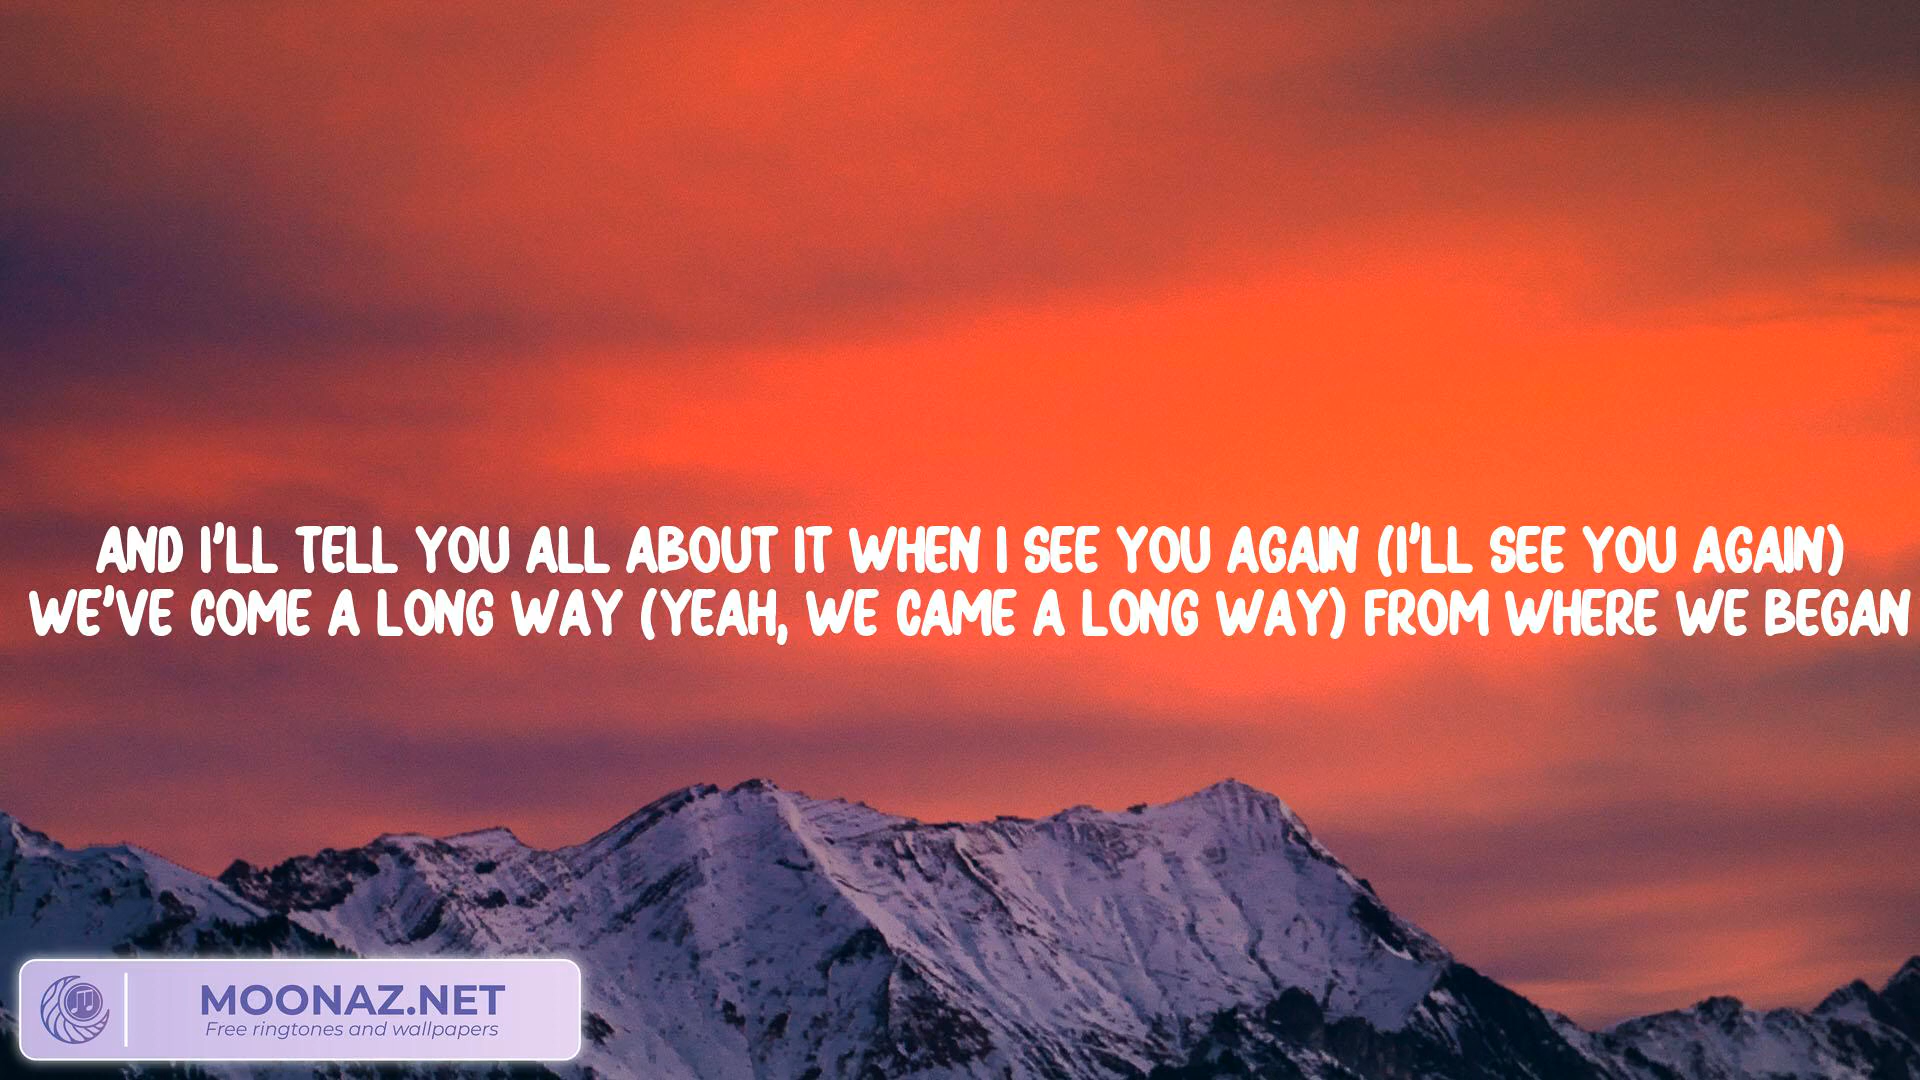 AND I'LL TELL YOU ALL ABOUT IT WHEN I SEE YOU AGAIN (I'LL SEE YOU AGAIN)
WE'VE COME A LONG WAY (YEAH, WE CAME A LONG WAY) FROM WHERE WE BEGAN
MOONAZ.NET
Free ringtones and wallpapers